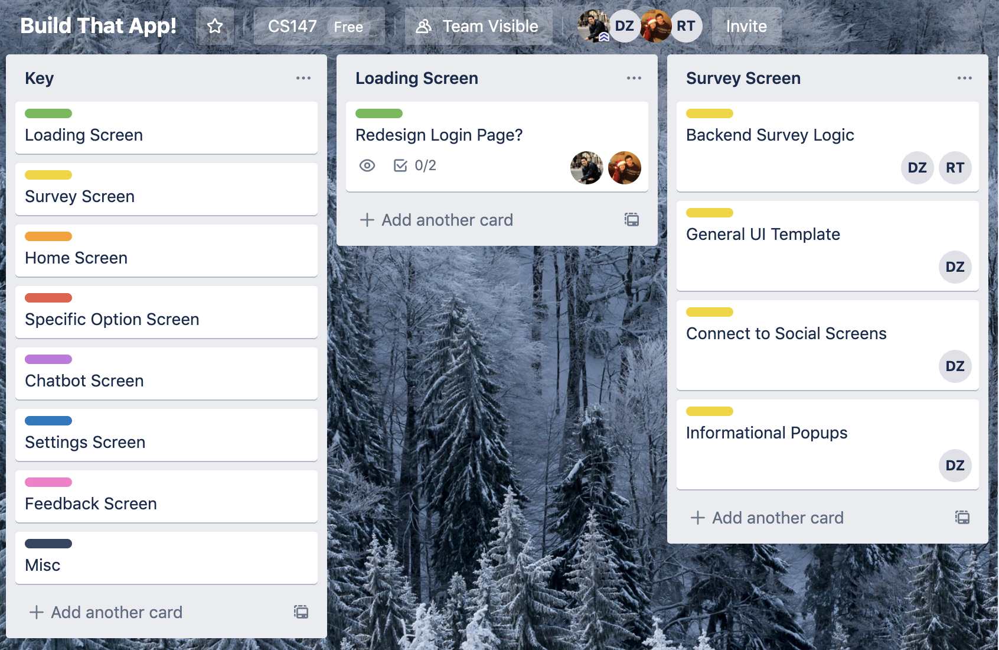 Build That App!
CS147 Free
Team Visible
DZ
RT
Invite
Key
Loading Screen
Survey Screen
Home Screen
Specific Option Screen
Chatbot Screen
Settings Screen
Feedback Screen
Misc
Add another card
Loading Screen
Redesign Login Page?
0/2
Add another card
Survey Screen
Backend Survey Logic
DZ RT
General UI Template
DZ
Connect to Social Screens
DZ
Informational Popups
DZ
Add another card